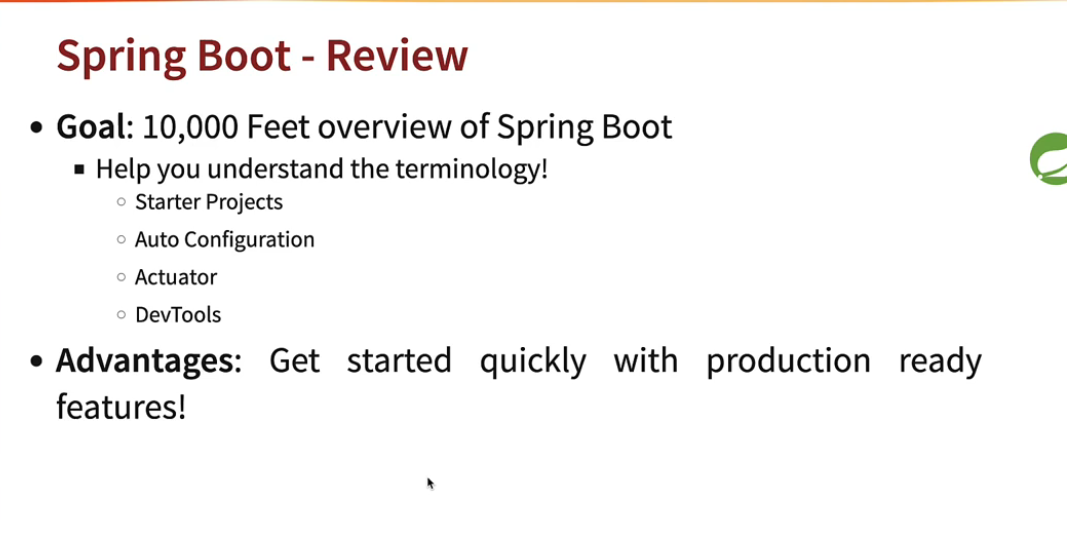 Spring Boot - Review
Goal: 10,000 Feet overview of Spring Boot
Help you understand the terminology!
Starter Projects
Auto Configuration
Actuator
DevTools
Advantages: Get started quickly with production ready
features!